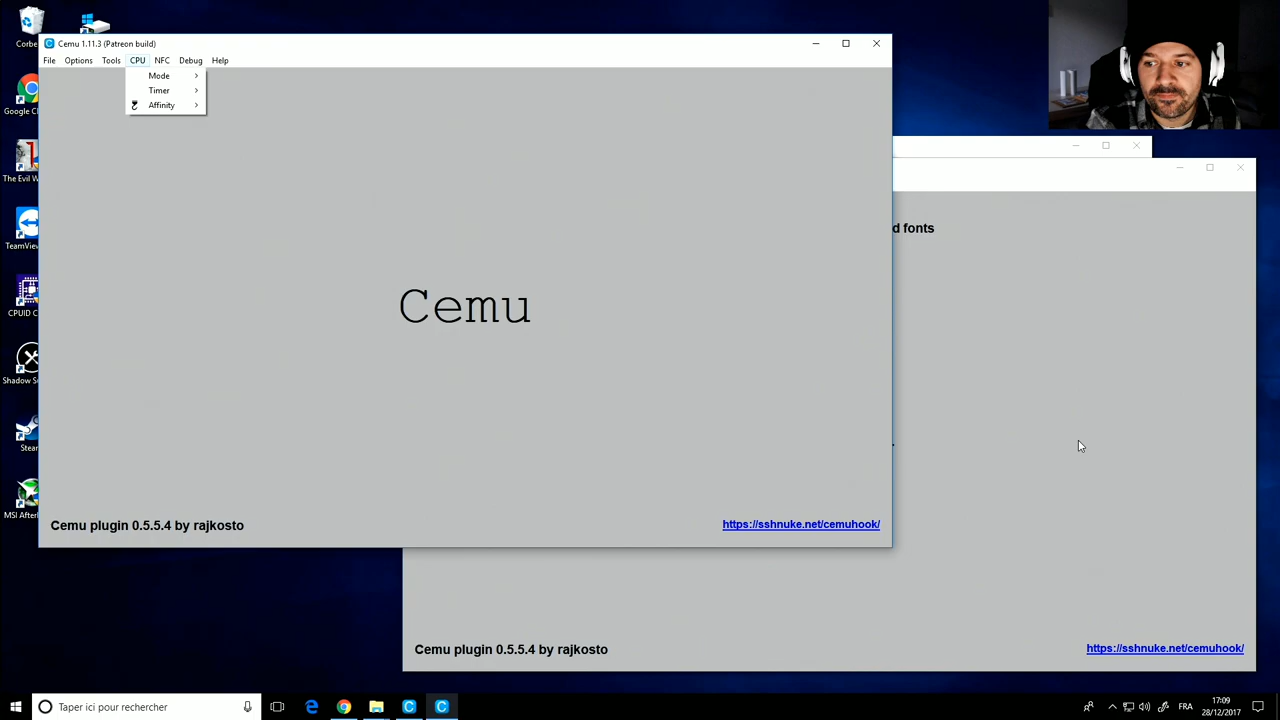 Corbe
Google C
The Evil W
TeamView
CPUID C
Shadow S
Steam
MSI After
Cemu 1.11.3 (Patreon build)
File Options Tools CPU NFC Debug Help
Mode
Timer
Affinity
Cemu
Cemu plugin 0.5.5.4 by rajkosto
https://sshnuke.net/cemuhook/
d fonts
Cemu plugin 0.5.5.4 by rajkosto
https://sshnuke.net/cemuhook/
Taper ici pour rechercher
FRA
17:09
28/12/2017